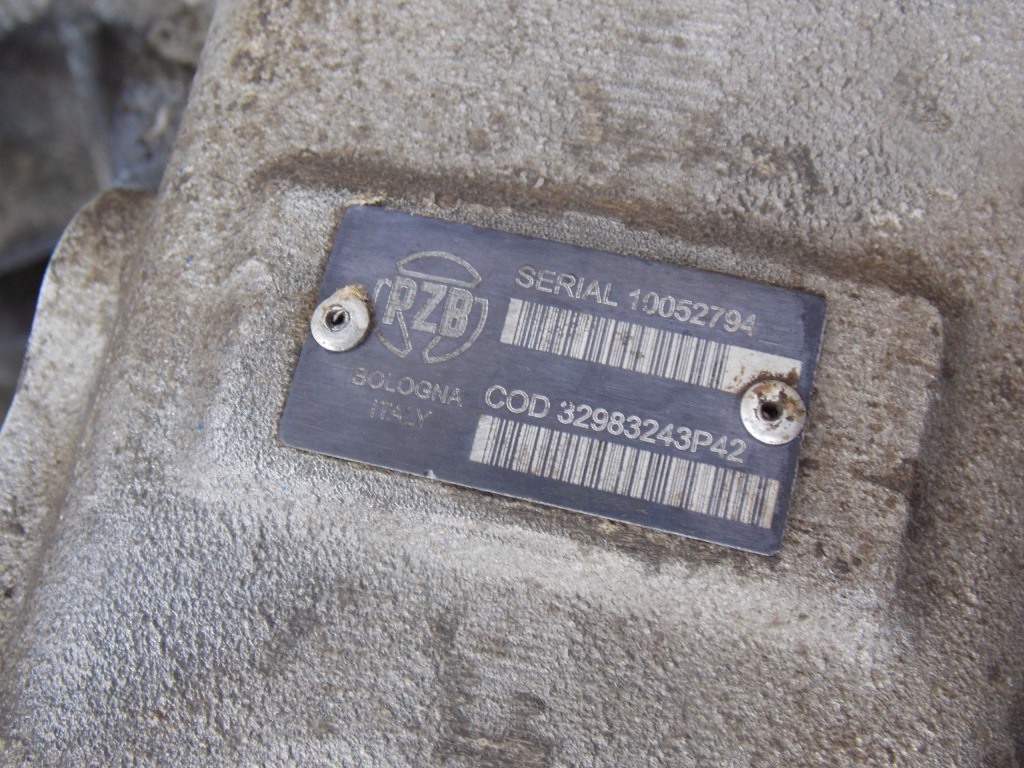 RZB
BOLOGNA
ITALY
SERIAL 10052794
COD 32983243P42